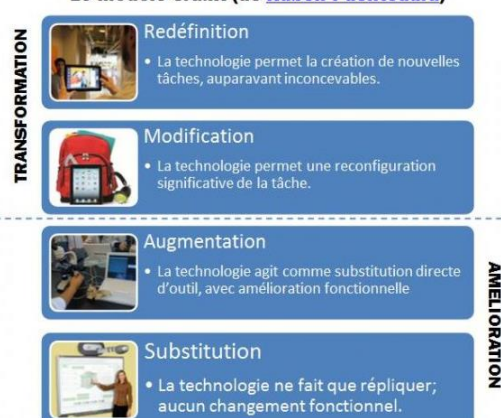 TRANSFORMATION
Redéfinition
• La technologie permet la création de nouvelles
tâches, auparavant inconcevables.
Modification
• La technologie permet une reconfiguration
significative de la tâche.
Augmentation
• La technologie agit comme substitution directe
d'outil, avec amélioration fonctionnelle
AMELIORATION
Substitution
• La technologie ne fait que répliquer;
aucun changement fonctionnel.